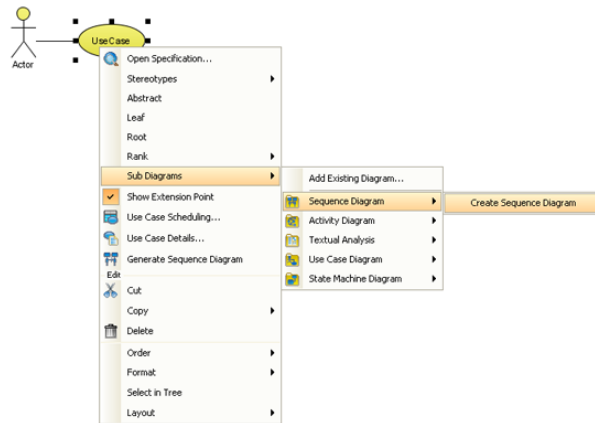 UseCase
Actor
Open Specification...
Stereotypes
Abstract
Leaf
Root
Rank
Sub Diagrams
Show Extension Point
Use Case Scheduling...
Use Case Details...
Generate Sequence Diagram
Edit
Cut
Copy
Delete
Order
Format
Select in Tree
Layout
Add Existing Diagram...
Sequence Diagram
Activity Diagram
Textual Analysis
Use Case Diagram
State Machine Diagram
Create Sequence Diagram